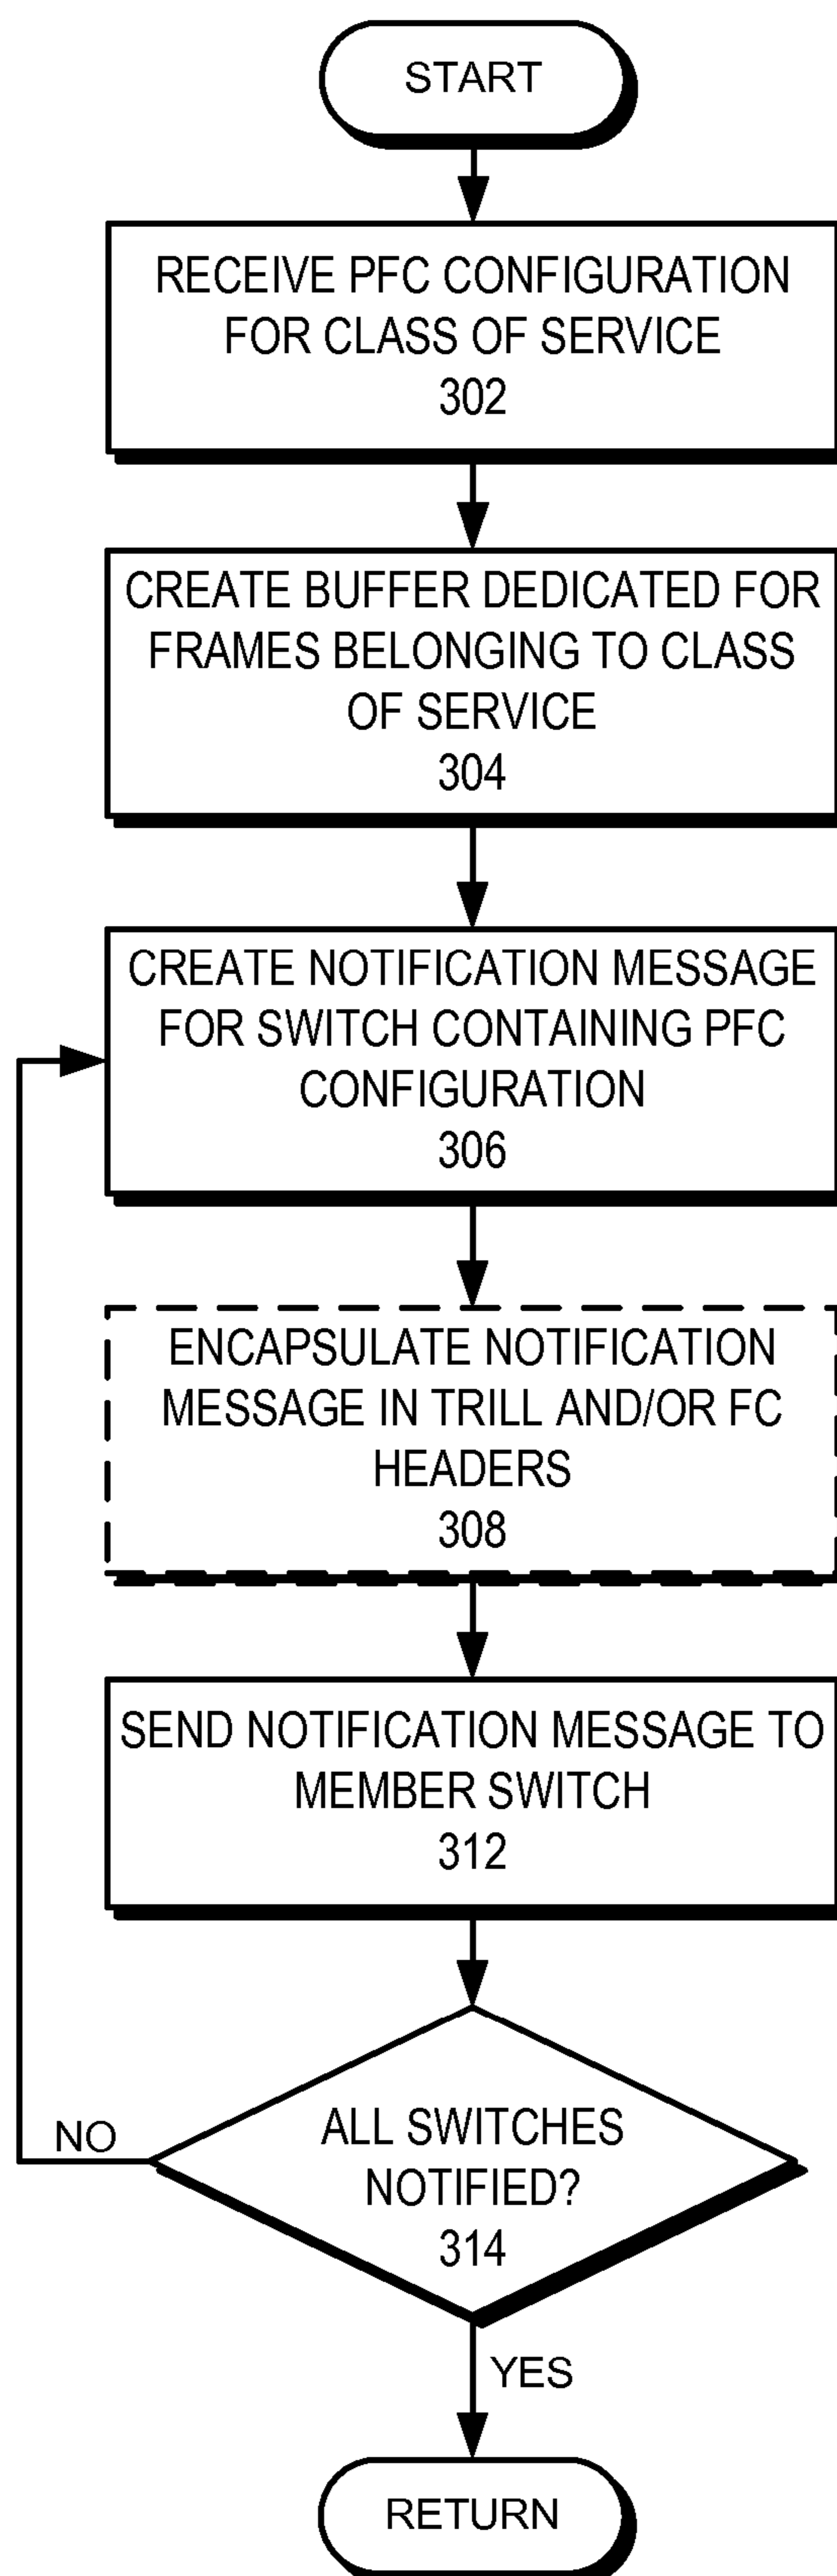 START
RECEIVE PFC CONFIGURATION
FOR CLASS OF SERVICE
302
CREATE BUFFER DEDICATED FOR
FRAMES BELONGING TO CLASS
OF SERVICE
304
CREATE NOTIFICATION MESSAGE
FOR SWITCH CONTAINING PFC
CONFIGURATION
306
ENCAPSULATE NOTIFICATION
MESSAGE IN TRILL AND/OR FC
HEADERS
308
SEND NOTIFICATION MESSAGE TO
MEMBER SWITCH
312
NO
ALL SWITCHES
NOTIFIED?
314
YES
RETURN